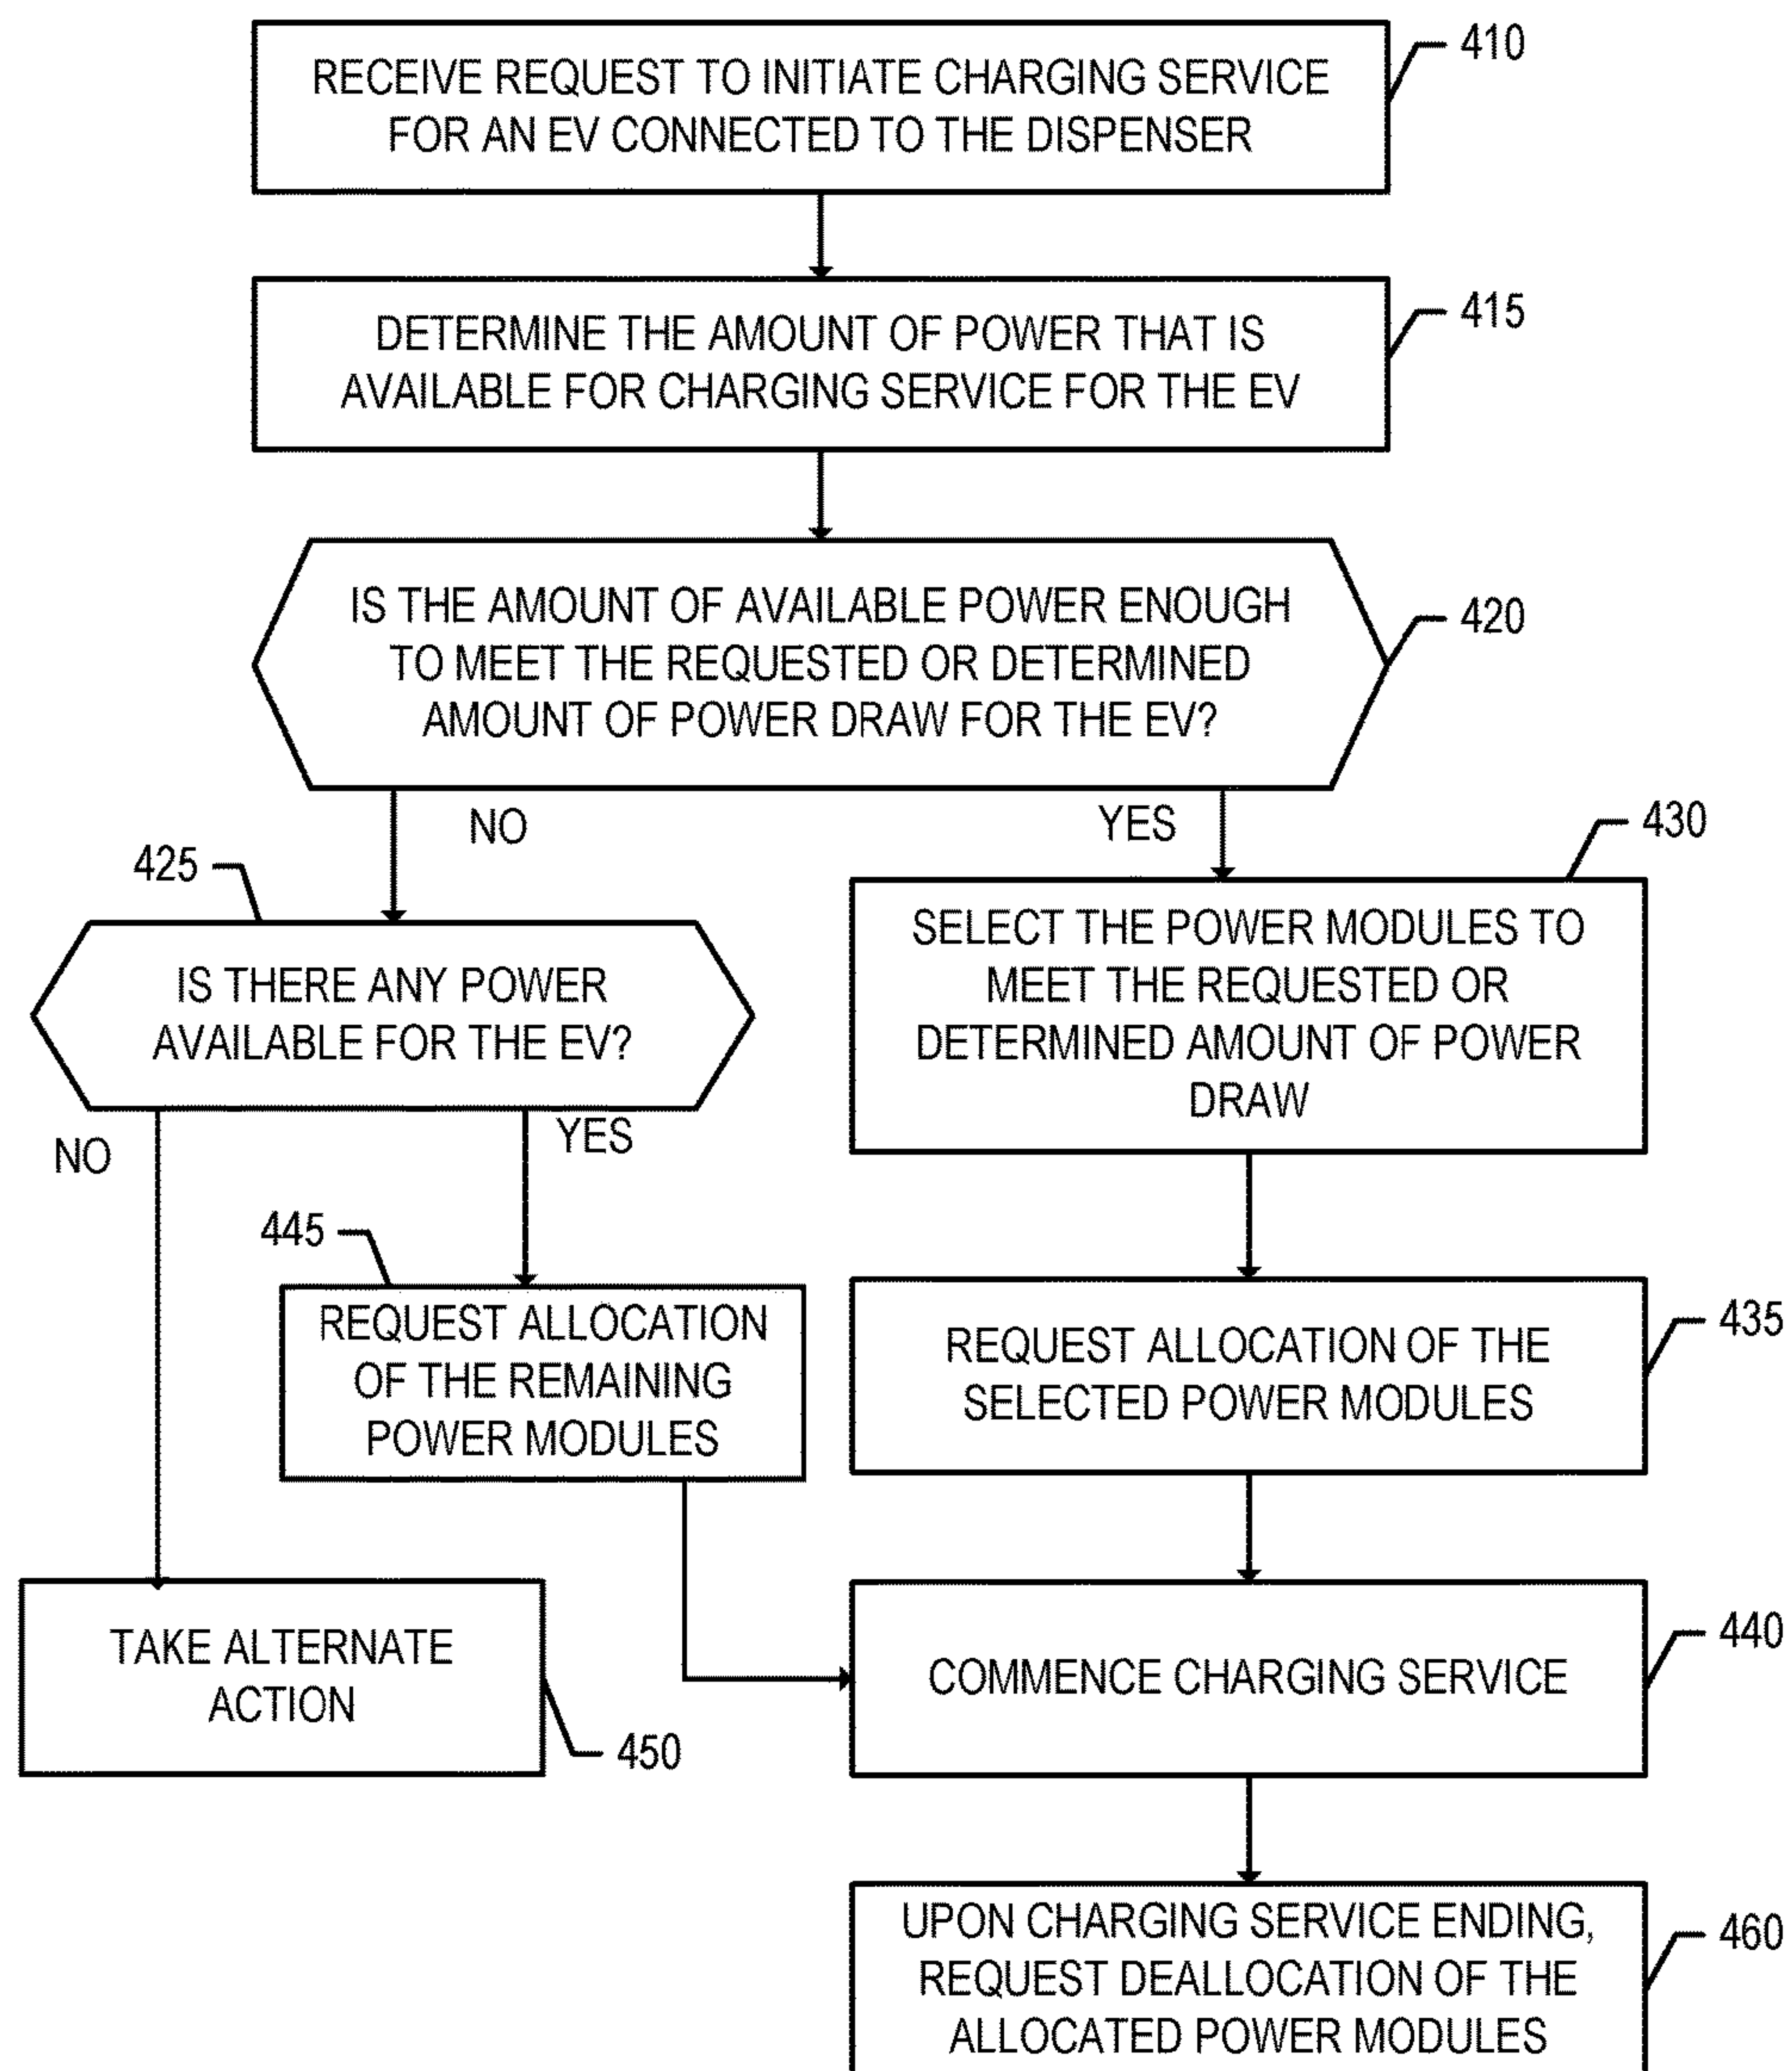 RECEIVE REQUEST TO INITIATE CHARGING SERVICE
FOR AN EV CONNECTED TO THE DISPENSER
410
DETERMINE THE AMOUNT OF POWER THAT IS
AVAILABLE FOR CHARGING SERVICE FOR THE EV
415
IS THE AMOUNT OF AVAILABLE POWER ENOUGH
TO MEET THE REQUESTED OR DETERMINED
AMOUNT OF POWER DRAW FOR THE EV?
420
NO
YES
425
IS THERE ANY POWER
AVAILABLE FOR THE EV?
430
SELECT THE POWER MODULES TO
MEET THE REQUESTED OR
DETERMINED AMOUNT OF POWER
DRAW
NO
YES
445
REQUEST ALLOCATION
OF THE REMAINING
POWER MODULES
REQUEST ALLOCATION OF THE
SELECTED POWER MODULES
435
TAKE ALTERNATE
ACTION
450
COMMENCE CHARGING SERVICE
440
UPON CHARGING SERVICE ENDING,
REQUEST DEALLOCATION OF THE
ALLOCATED POWER MODULES
460